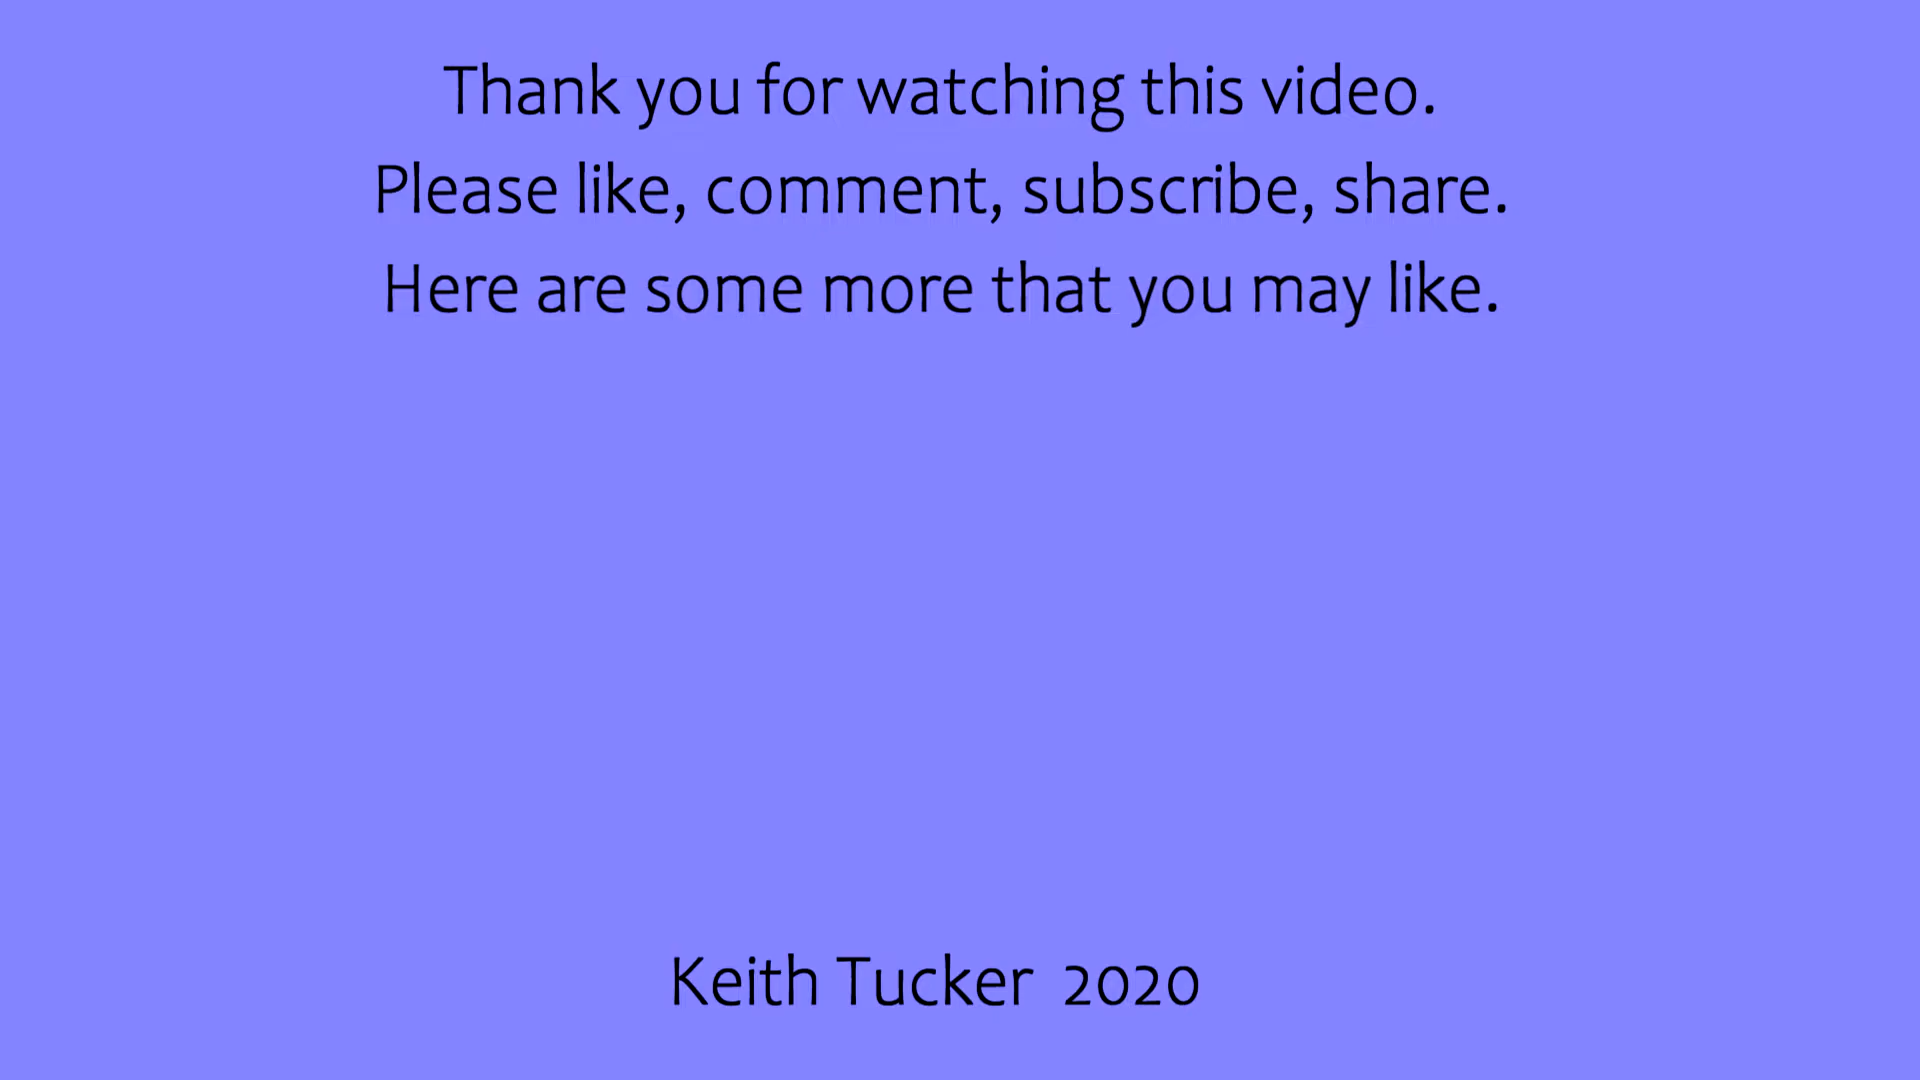 Thank you for watching this video.
Please like, comment, subscribe, share.
Here are some more that you may like.
Keith Tucker  2020